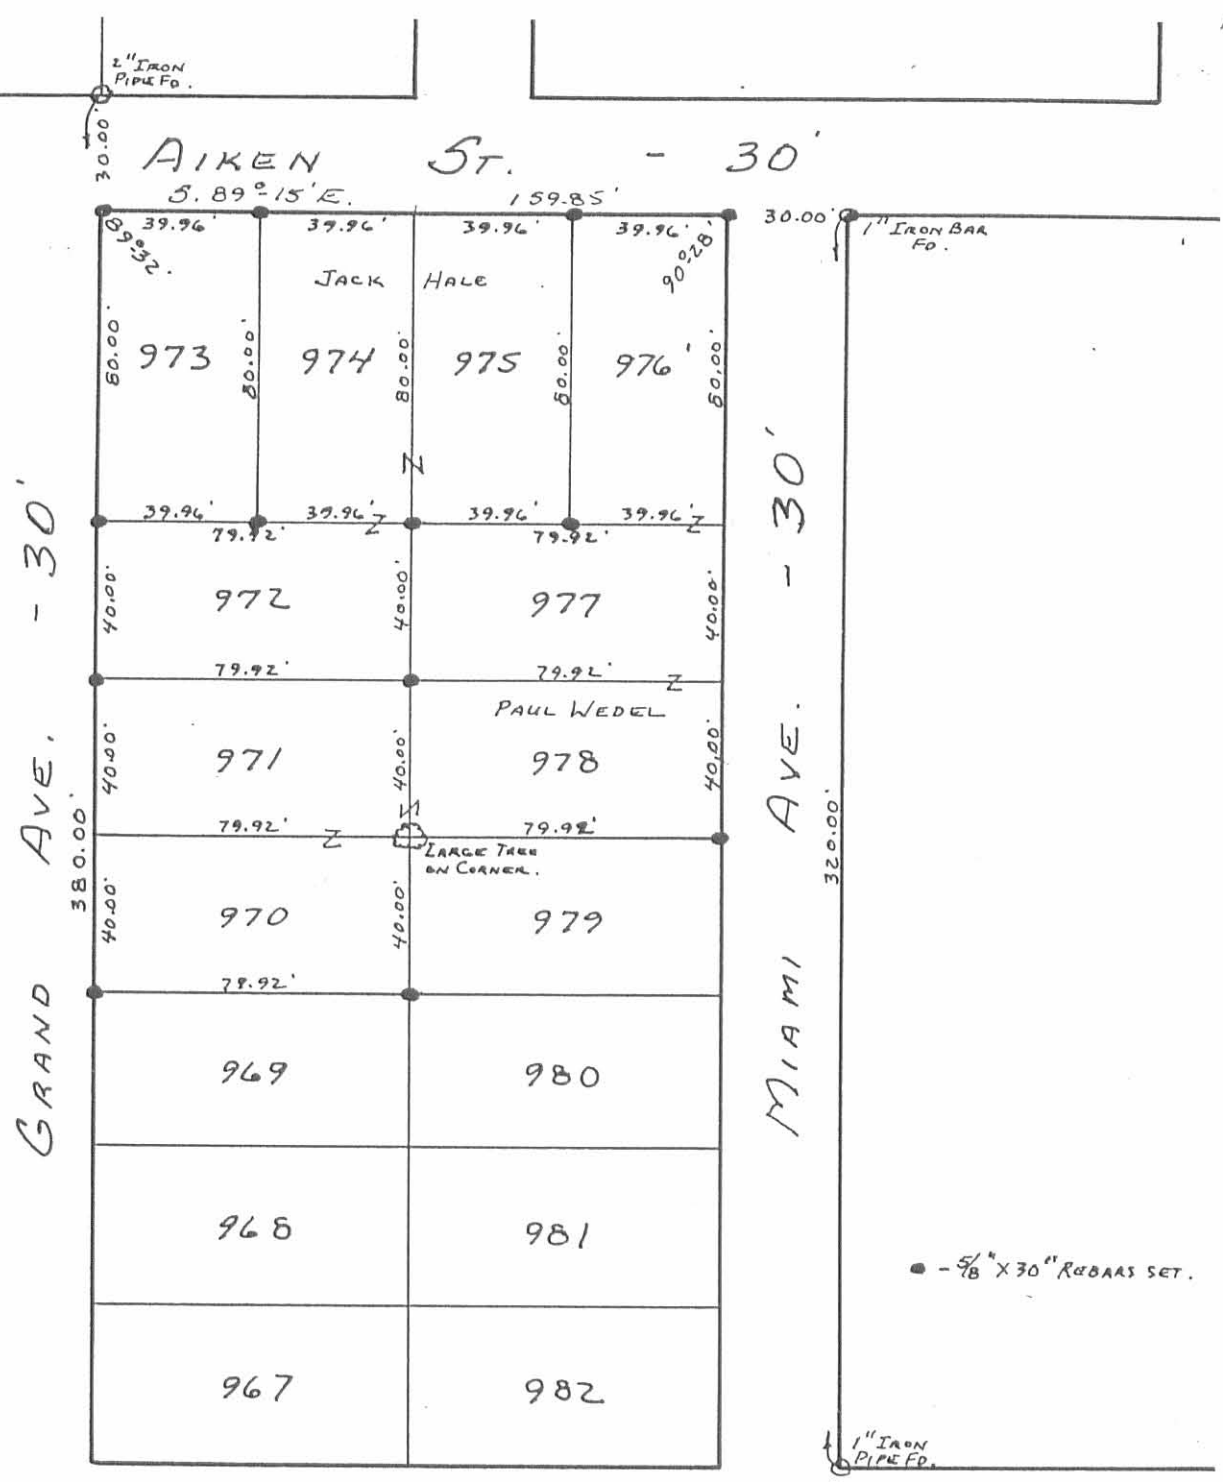 2" IRON
PIPE FD.
30.00'
AIKEN ST. - 30'
S. 89°-15' E. 159.85'
39.96' 39.96' 39.96' 39.96'
30.00'
1" IRON BAR
FD.
89°-32'
90°-28'
JACK HALE
80.00' 973 80.00' 974 80.00' 975 80.00' 976 80.00'
Z
39.96' 39.96' Z 39.96' 39.96' Z
79.92' 79.92'
40.00' 972 40.00' 977 40.00'
79.92' 79.92' Z
PAUL WEDEL
40.00' 971 40.00' 978 40.00'
Z
79.92' Z 79.92'
LARGE TREE
ON CORNER.
40.00' 970 40.00' 979
79.92'
969 980
968 981
967 982
GRAND AVE. - 30'
380.00'
MIAMI AVE. - 30'
320.00'
- 5/8" X 30" REBARS SET.
1" IRON
PIPE FD.